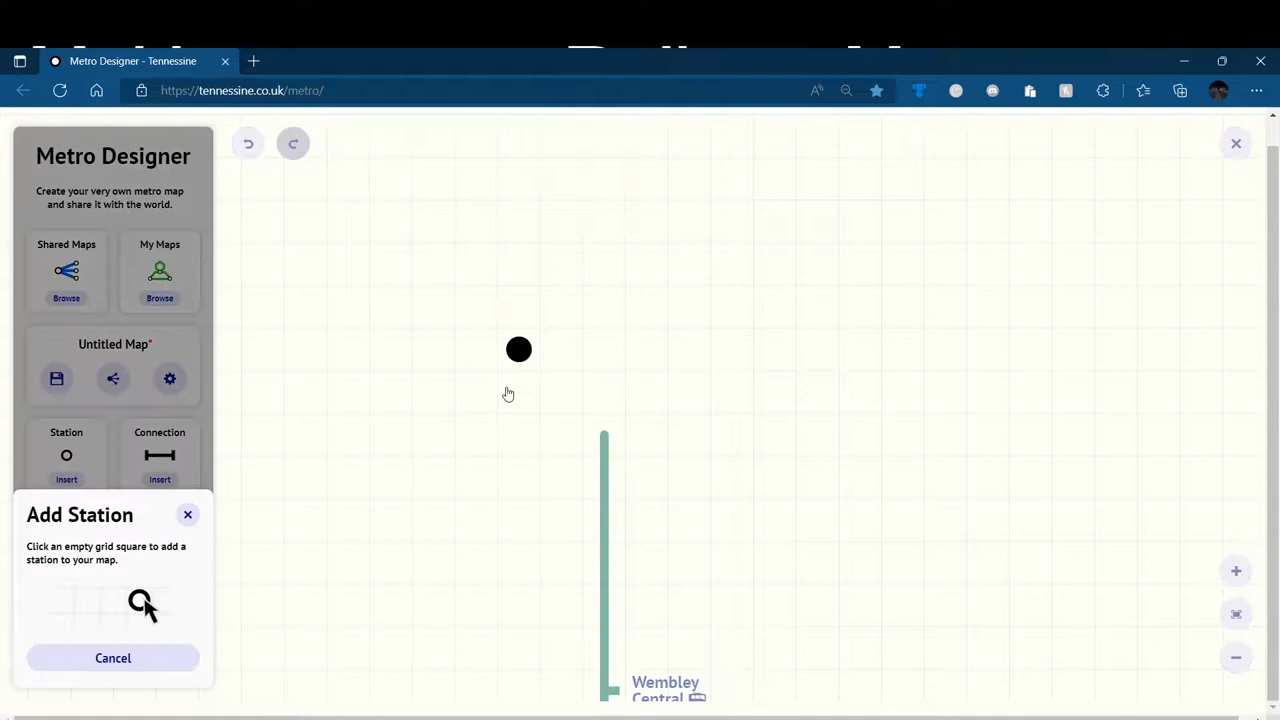 Metro Designer - Tennessine
https://tennessine.co.uk/metro/
Metro Designer
Create your very own metro map
and share it with the world.
Shared Maps
My Maps
Browse
Browse
Untitled Map*
Station
Connection
Insert
Insert
Add Station
Click an empty grid square to add a
station to your map.
Cancel
Wembley
Central